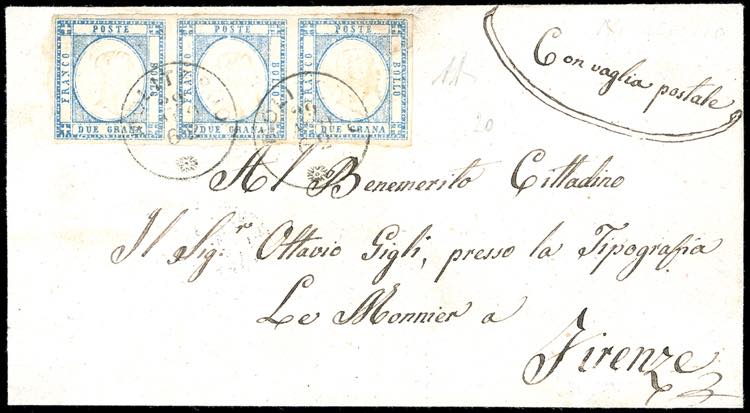 POSTE POSTE POSTE
FRANCO BOLLO FRANCO BOLLO FRANCO BOLLO
DUE GRANA DUE GRANA DUE GRANA
Con vaglia postale
20
Al Benemerito Cittadino
Il Sig.r Ottavio Gigli, presso la Tipografia
Le Monnier a
Firenze